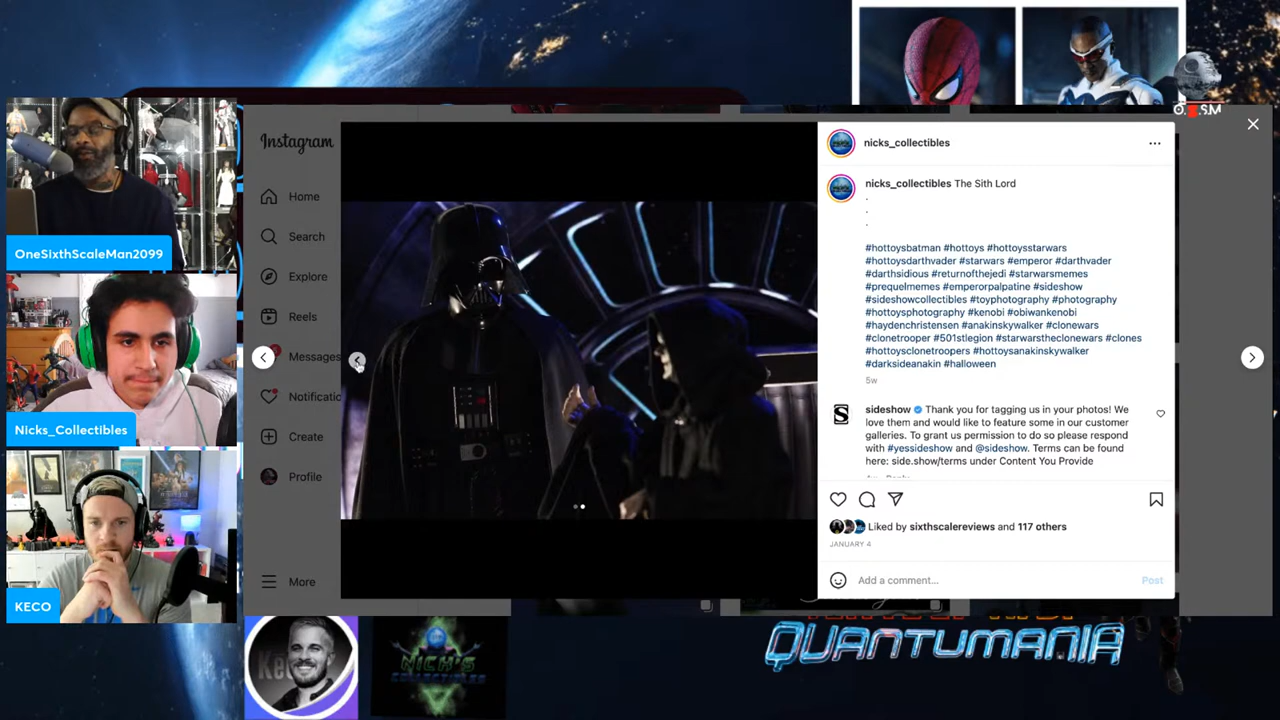 O. SM
OneSixthScaleMan2099
Nicks_Collectibles
KECO
Instagram
Home
Search
Explore
Reels
Messages
Notificatio
Create
Profile
More
nicks_collectibles
nicks_collectibles The Sith Lord
.
.
.
#hottoysbatman #hottoys #hottoysstarwars
#hottoysdarthvader #starwars #emperor #darthvader
#darthsidious #returnofthejedi #starwarsmemes
#prequelmemes #emperorpalpatine #sideshow
#sideshowcollectibles #toyphotography #photography
#hottoysphotography #kenobi #obiwankenobi
#haydenchristensen #anakinskywalker #clonewars
#clonetrooper #501stlegion #starwarstheclonewars #clones
#hottoysclonetroopers #hottoysanakinskywalker
#darksideanakin #halloween
5w
sideshow Thank you for tagging us in your photos! We
love them and would like to feature some in our customer
galleries. To grant us permission to do so please respond
with #yessideshow and @sideshow. Terms can be found
here: side.show/terms under Content You Provide
Liked by sixthscalereviews and 117 others
JANUARY 4
Add a comment...
Post
Kec
NICK'S
COLLECTIBLES
QUANTUMANIA